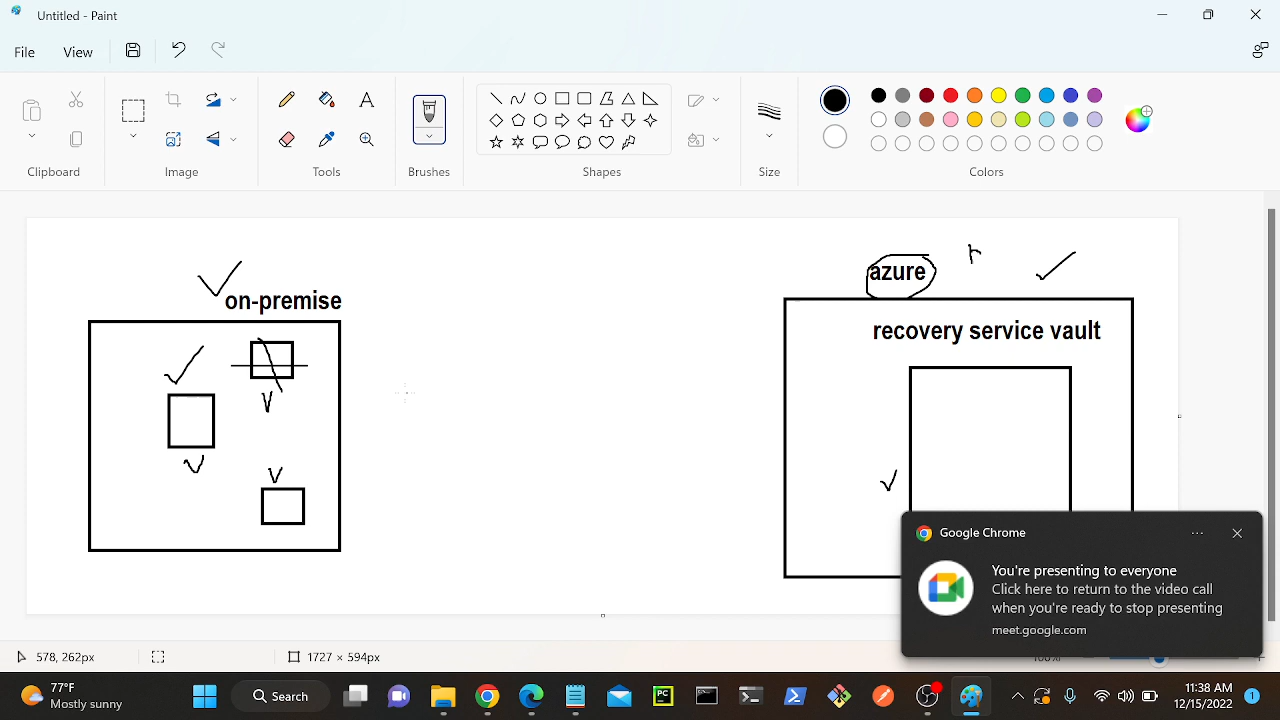 Untitled - Paint
File View
Clipboard Image Tools Brushes Shapes Size Colors
on-premise
azure
recovery service vault
Google Chrome
You're presenting to everyone
Click here to return to the video call
when you're ready to stop presenting
meet.google.com
578, 262px 1727 × 594px
77°F
Mostly sunny
Search
PC
11:38 AM
12/15/2022
1